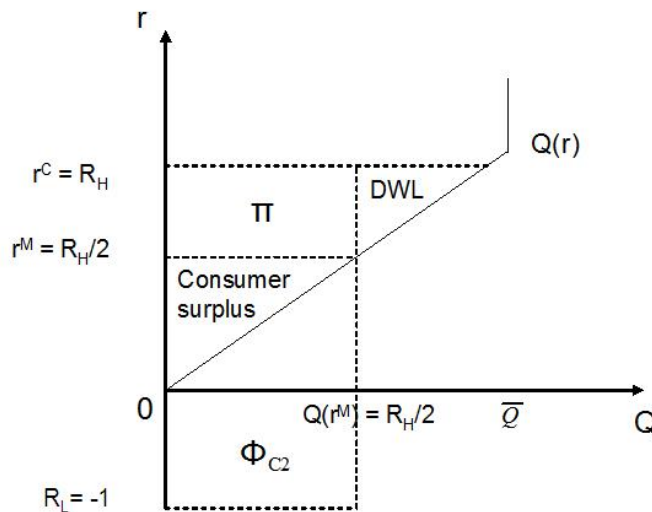 r
Q(r)
r^C = R_H
DWL
π
r^M = R_H/2
Consumer
surplus
0
Q(r^M) = R_H/2
Q̅
Q
Φ_C2
R_L = -1